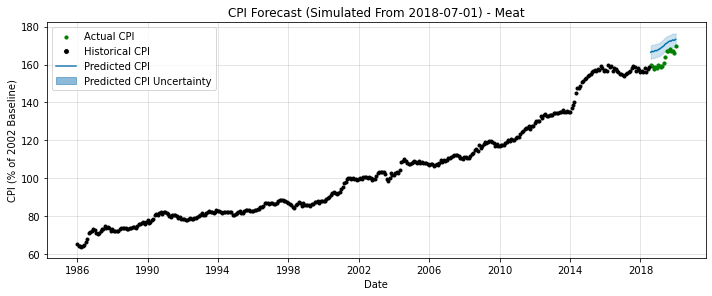 CPI Forecast (Simulated From 2018-07-01) - Meat
Actual CPI
Historical CPI
Predicted CPI
Predicted CPI Uncertainty
CPI (% of 2002 Baseline)
180
160
140
120
100
80
60
1986
1990
1994
1998
2002
2006
2010
2014
2018
Date